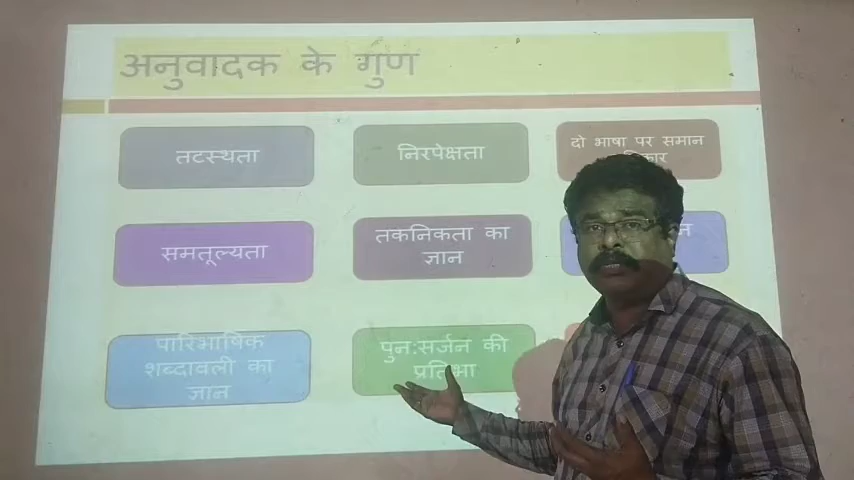 अनुवादक के गुण
तटस्थता
निरपेक्षता
दो भाषा पर समान
समतूल्यता
तकनिकता का
ज्ञान
पारिभाषिक
शब्दावली का
ज्ञान
पुन:सर्जन की
प्रतिभा